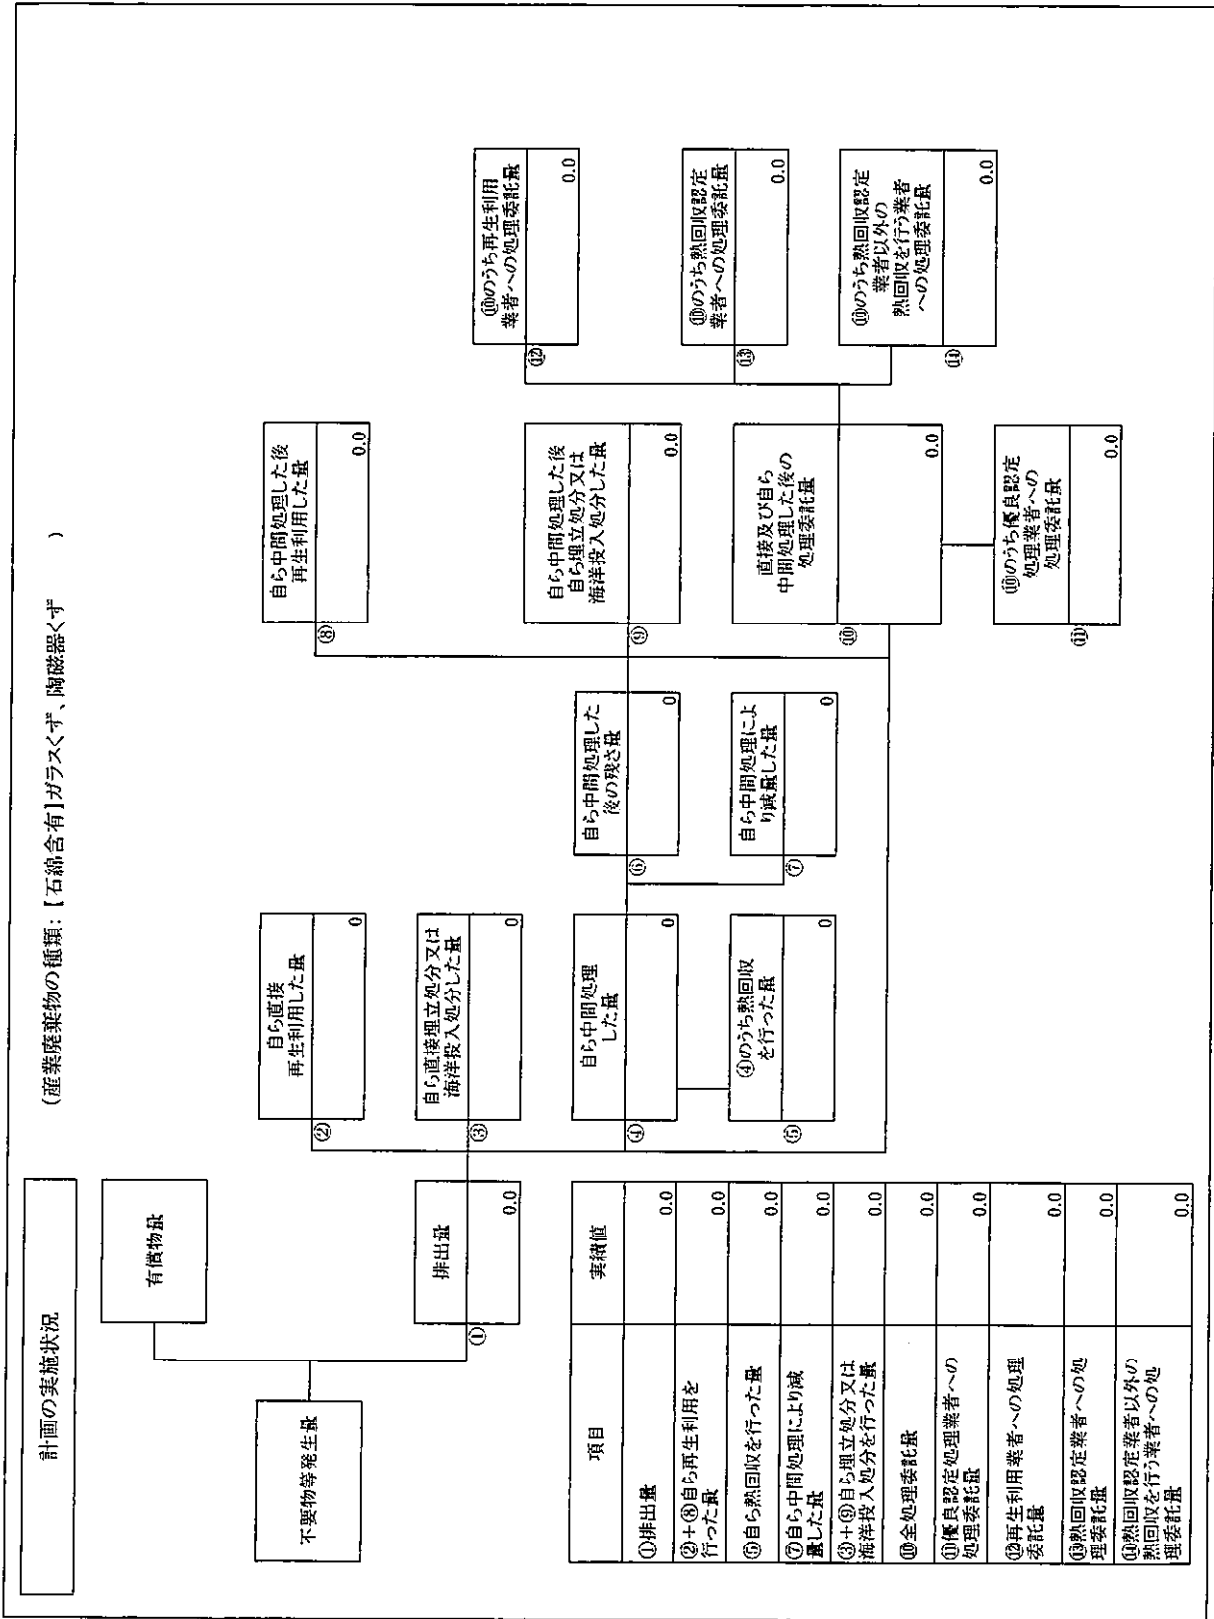 計画の実施状況
(産業廃棄物の種類:【石綿含有】ガラスくず、陶磁器くず )
不要物等発生量
有償物量
①
排出量
0.0
②
自ら直接
再生利用した量
0
③
自ら直接埋立処分又は
海洋投入処分した量
0
④
自ら中間処理
した量
0
⑤
④のうち熱回収
を行った量
0
⑥
自ら中間処理した
後の残さ量
0
⑦
自ら中間処理によ
り減量した量
0
⑧
自ら中間処理した後
再生利用した量
0.0
⑨
自ら中間処理した後
自ら埋立処分又は
海洋投入処分した量
0.0
⑩
直接及び自ら
中間処理した後の
処理委託量
0.0
⑪
⑩のうち優良認定
処理業者への
処理委託量
0.0
⑫
⑩のうち再生利用
業者への処理委託量
0.0
⑬
⑩のうち熱回収認定
業者への処理委託量
0.0
⑭
⑩のうち熱回収認定
業者以外の
熱回収を行う業者
への処理委託量
0.0
項目 実績値
①排出量 0.0
②+⑧自ら再生利用を
行った量 0.0
⑤自ら熱回収を行った量 0.0
⑦自ら中間処理により減
量した量 0.0
③+⑨自ら埋立処分又は
海洋投入処分を行った量 0.0
⑩全処理委託量 0.0
⑪優良認定処理業者への
処理委託量 0.0
⑫再生利用業者への処理
委託量 0.0
⑬熱回収認定業者への処
理委託量 0.0
⑭熱回収認定業者以外の
熱回収を行う業者への処
理委託量 0.0